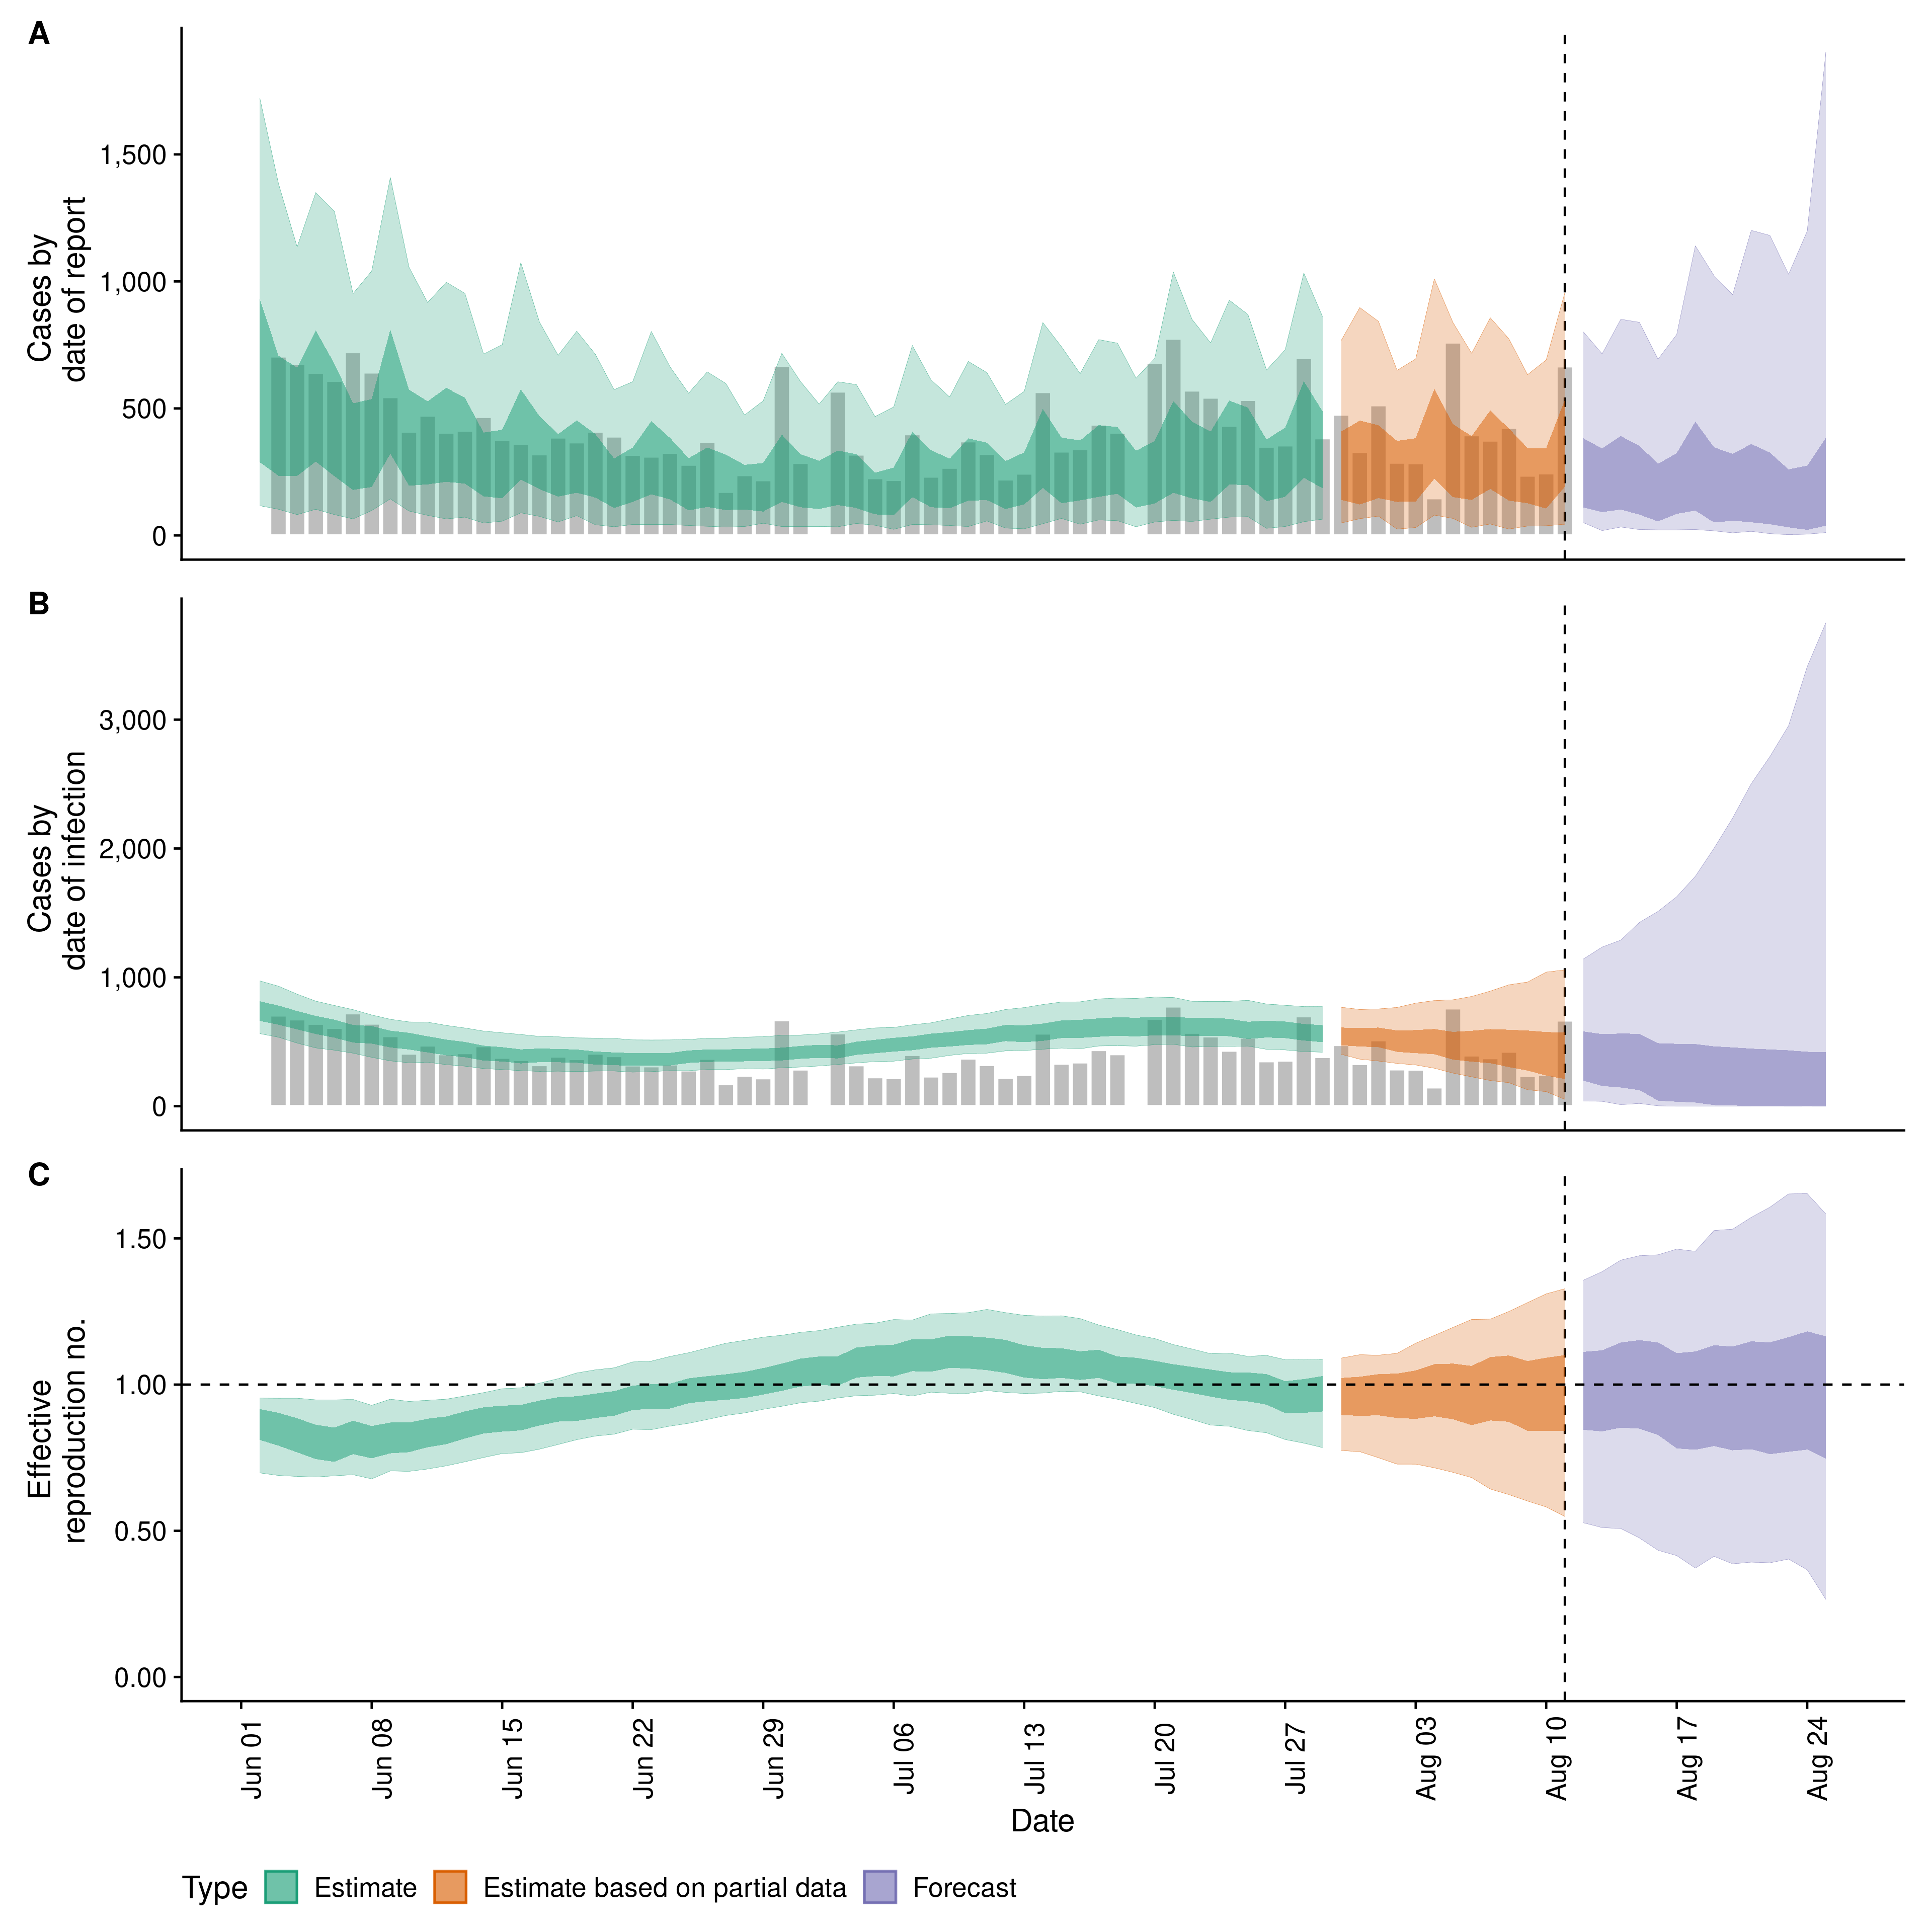 A
Cases by
date of report
1,500
1,000
500
0
B
Cases by
date of infection
3,000
2,000
1,000
0
C
Effective
reproduction no.
1.50
1.00
0.50
0.00
Jun 01
Jun 08
Jun 15
Jun 22
Jun 29
Jul 06
Jul 13
Jul 20
Jul 27
Aug 03
Aug 10
Aug 17
Aug 24
Date
Type Estimate Estimate based on partial data Forecast